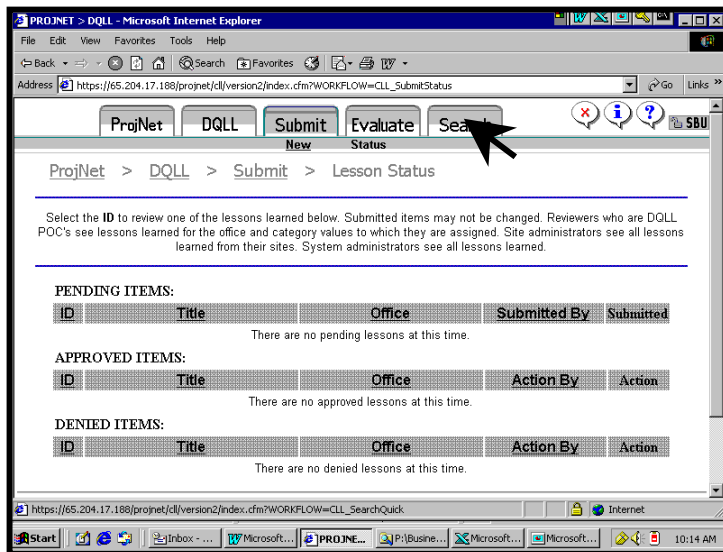 PROJNET > DQLL - Microsoft Internet Explorer
File Edit View Favorites Tools Help
Back Search Favorites
Address https://65.204.17.188/projnet/cll/version2/index.cfm?WORKFLOW=CLL_SubmitStatus Go Links »
ProjNet DQLL Submit Evaluate Search SBU
New Status
ProjNet > DQLL > Submit > Lesson Status
Select the ID to review one of the lessons learned below. Submitted items may not be changed. Reviewers who are DQLL
POC's see lessons learned for the office and category values to which they are assigned. Site administrators see all lessons
learned from their sites. System administrators see all lessons learned.
PENDING ITEMS:
ID Title Office Submitted By Submitted
There are no pending lessons at this time.
APPROVED ITEMS:
ID Title Office Action By Action
There are no approved lessons at this time.
DENIED ITEMS:
ID Title Office Action By Action
There are no denied lessons at this time.
https://65.204.17.188/projnet/cll/version2/index.cfm?WORKFLOW=CLL_SearchQuick Internet
Start Inbox - ... Microsoft... PROJNE... P:\Busine... Microsoft... Microsoft... 10:14 AM